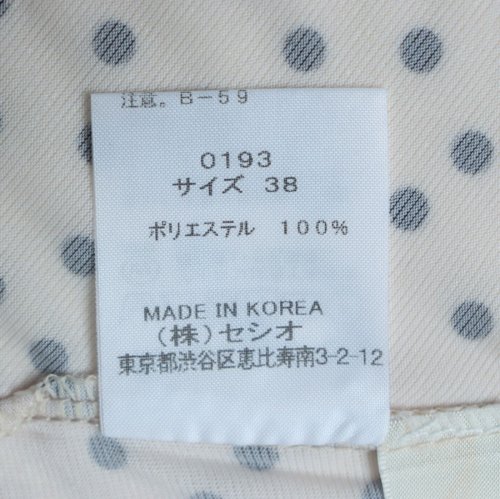 注意。B-59
0193
サイズ 38
ポリエステル 100%
MADE IN KOREA
(株)セシオ
東京都渋谷区恵比寿南3-2-12